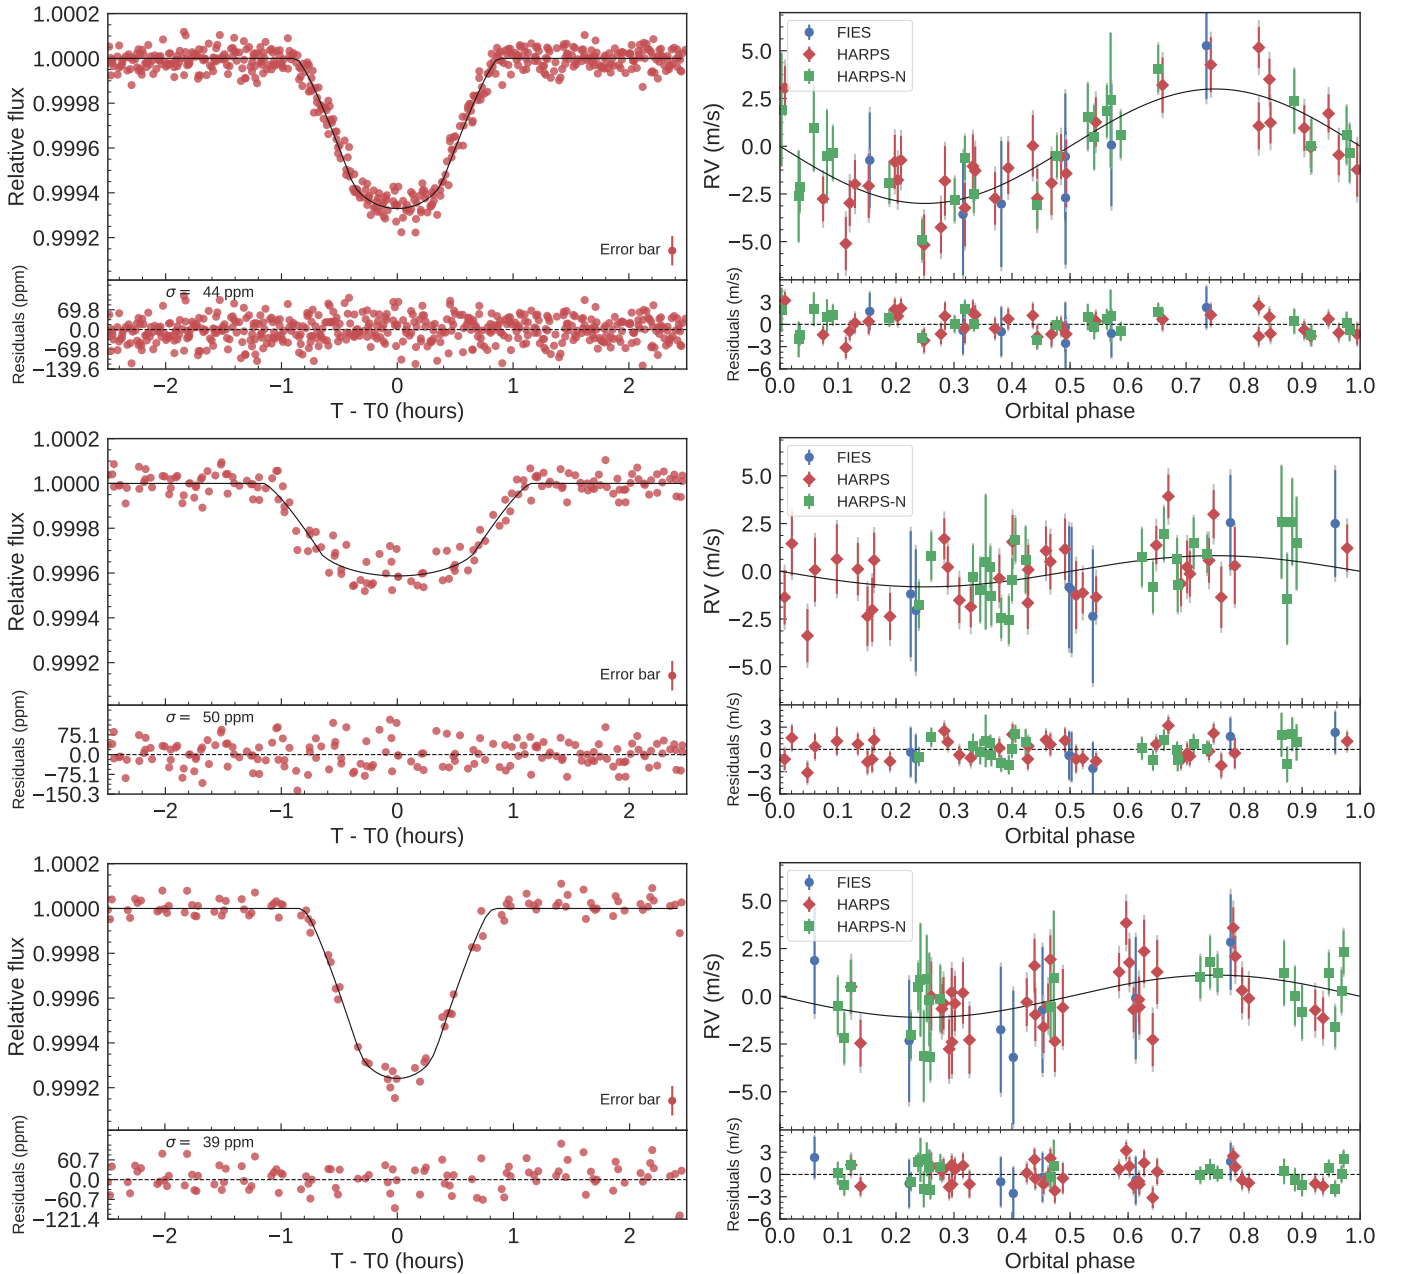 1.0002
1.0000
0.9998
0.9996
0.9994
0.9992
Relative flux
Error bar
σ = 44 ppm
69.8
0.0
−69.8
−139.6
Residuals (ppm)
−2 −1 0 1 2
T - T0 (hours)
FIES
HARPS
HARPS-N
5.0
2.5
0.0
−2.5
−5.0
RV (m/s)
3
0
−3
−6
Residuals (m/s)
0.0 0.1 0.2 0.3 0.4 0.5 0.6 0.7 0.8 0.9 1.0
Orbital phase
1.0002
1.0000
0.9998
0.9996
0.9994
0.9992
Relative flux
Error bar
σ = 50 ppm
75.1
0.0
−75.1
−150.3
Residuals (ppm)
−2 −1 0 1 2
T - T0 (hours)
FIES
HARPS
HARPS-N
5.0
2.5
0.0
−2.5
−5.0
RV (m/s)
3
0
−3
−6
Residuals (m/s)
0.0 0.1 0.2 0.3 0.4 0.5 0.6 0.7 0.8 0.9 1.0
Orbital phase
1.0002
1.0000
0.9998
0.9996
0.9994
0.9992
Relative flux
Error bar
σ = 39 ppm
60.7
0.0
−60.7
−121.4
Residuals (ppm)
−2 −1 0 1 2
T - T0 (hours)
FIES
HARPS
HARPS-N
5.0
2.5
0.0
−2.5
−5.0
RV (m/s)
3
0
−3
−6
Residuals (m/s)
0.0 0.1 0.2 0.3 0.4 0.5 0.6 0.7 0.8 0.9 1.0
Orbital phase